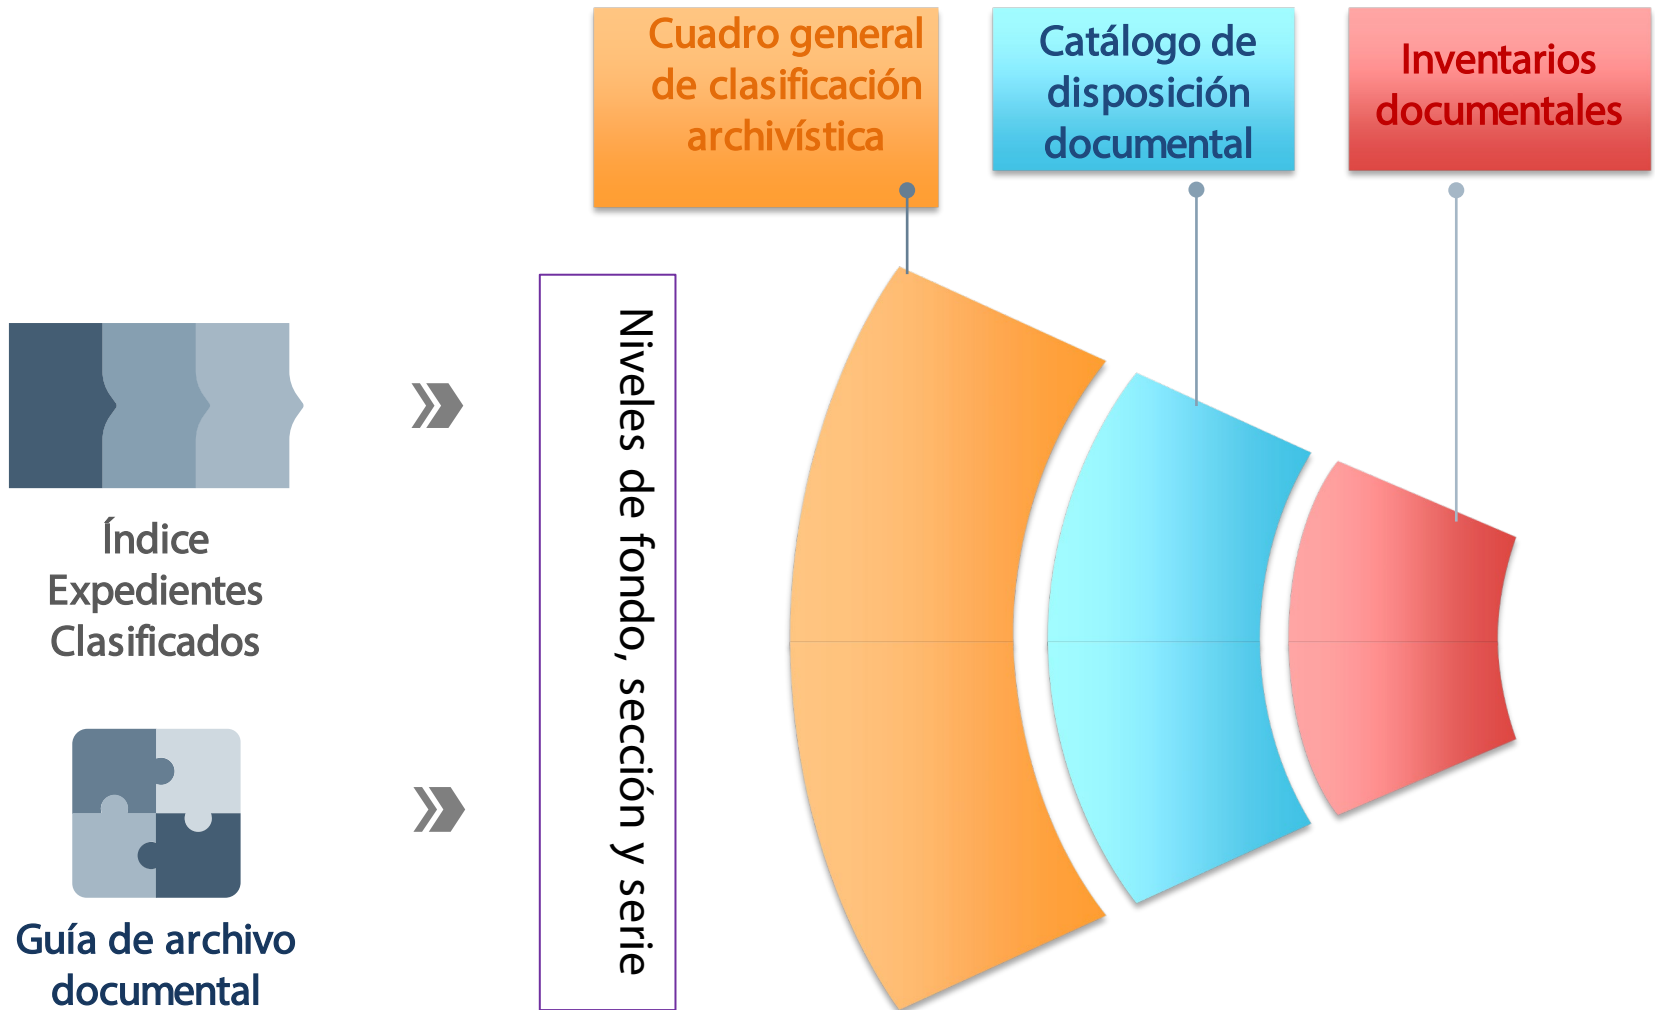 Cuadro general
de clasificación
archivística
Catálogo de
disposición
documental
Inventarios
documentales
Índice
Expedientes
Clasificados
Guía de archivo
documental
Niveles de fondo, sección y serie